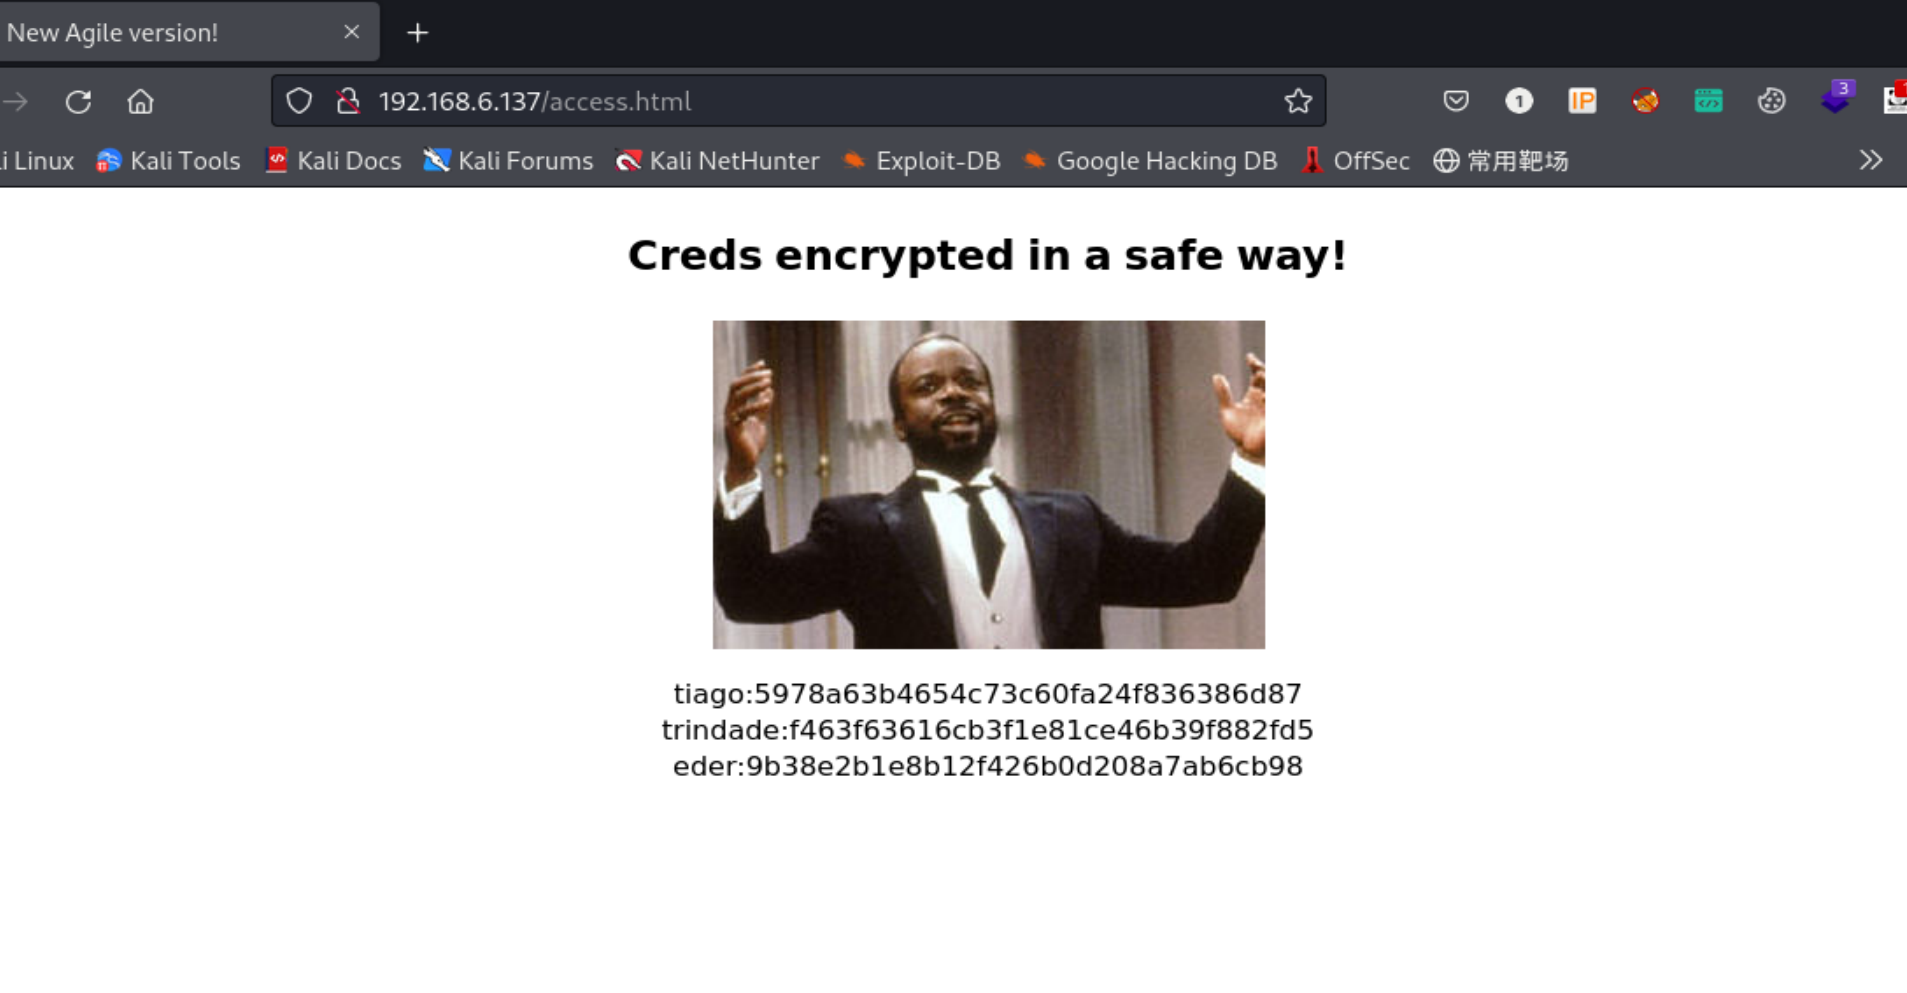 New Agile version!
192.168.6.137/access.html
1
IP
3
i Linux Kali Tools Kali Docs Kali Forums Kali NetHunter Exploit-DB Google Hacking DB OffSec 常用靶场
Creds encrypted in a safe way!
tiago:5978a63b4654c73c60fa24f836386d87
trindade:f463f63616cb3f1e81ce46b39f882fd5
eder:9b38e2b1e8b12f426b0d208a7ab6cb98